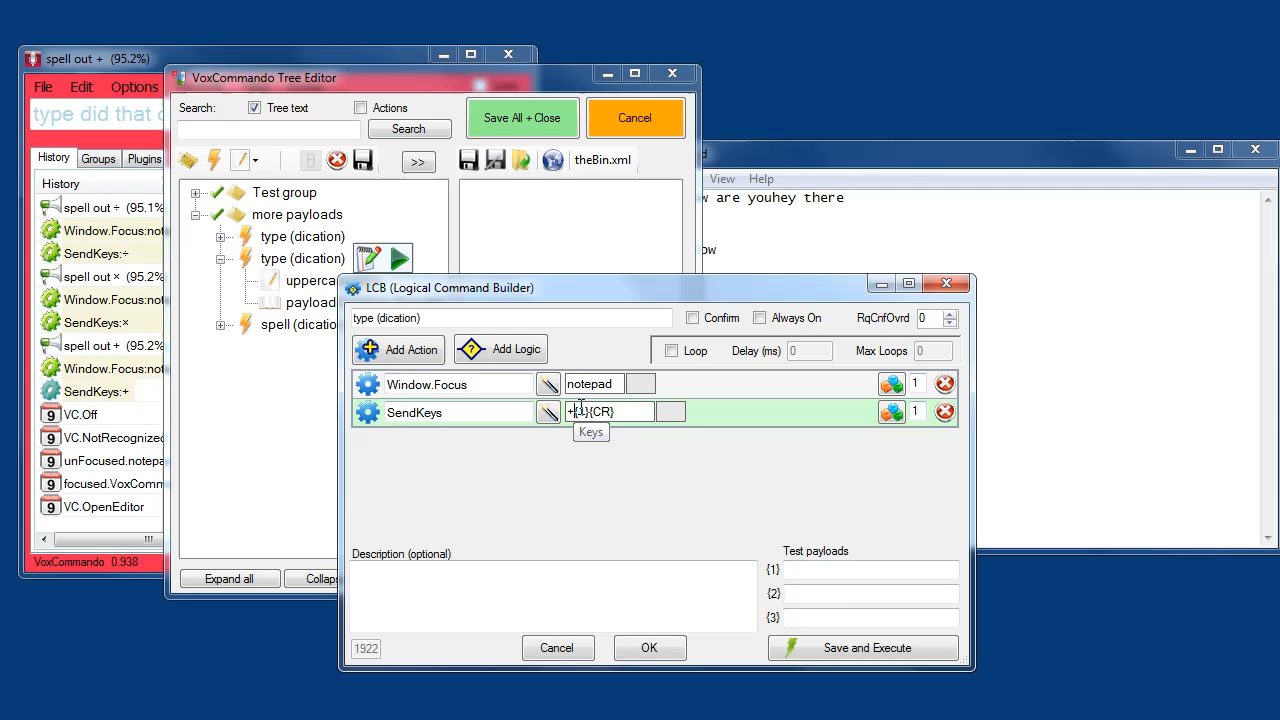 spell out + (95.2%)
File Edit Options
type did that
History Groups Plugins
History
spell out ÷ (95.1%
Window.Focus:not
SendKeys:÷
spell out × (95.2%
Window.Focus:not
SendKeys:×
spell out + (95.2%
Window.Focus:not
SendKeys:+
VC.Off
VC.NotRecognized
unFocused.notepa
focused.VoxComm
VC.OpenEditor
VoxCommando 0.938
VoxCommando Tree Editor
Search: Tree text Actions
Search
Save All + Close
Cancel
>>
theBin.xml
Test group
more payloads
type (dication)
type (dication)
upperca
payload
spell (dicatio
Expand all
Collaps
View Help
w are youhey there
ow
LCB (Logical Command Builder)
type (dication)
Confirm Always On RqCnfOvrd 0
Add Action Add Logic
Loop Delay (ms) 0 Max Loops 0
Window.Focus notepad 1
SendKeys +{1}{CR} 1
Keys
Description (optional)
Test payloads
{1}
{2}
{3}
1922 Cancel OK Save and Execute